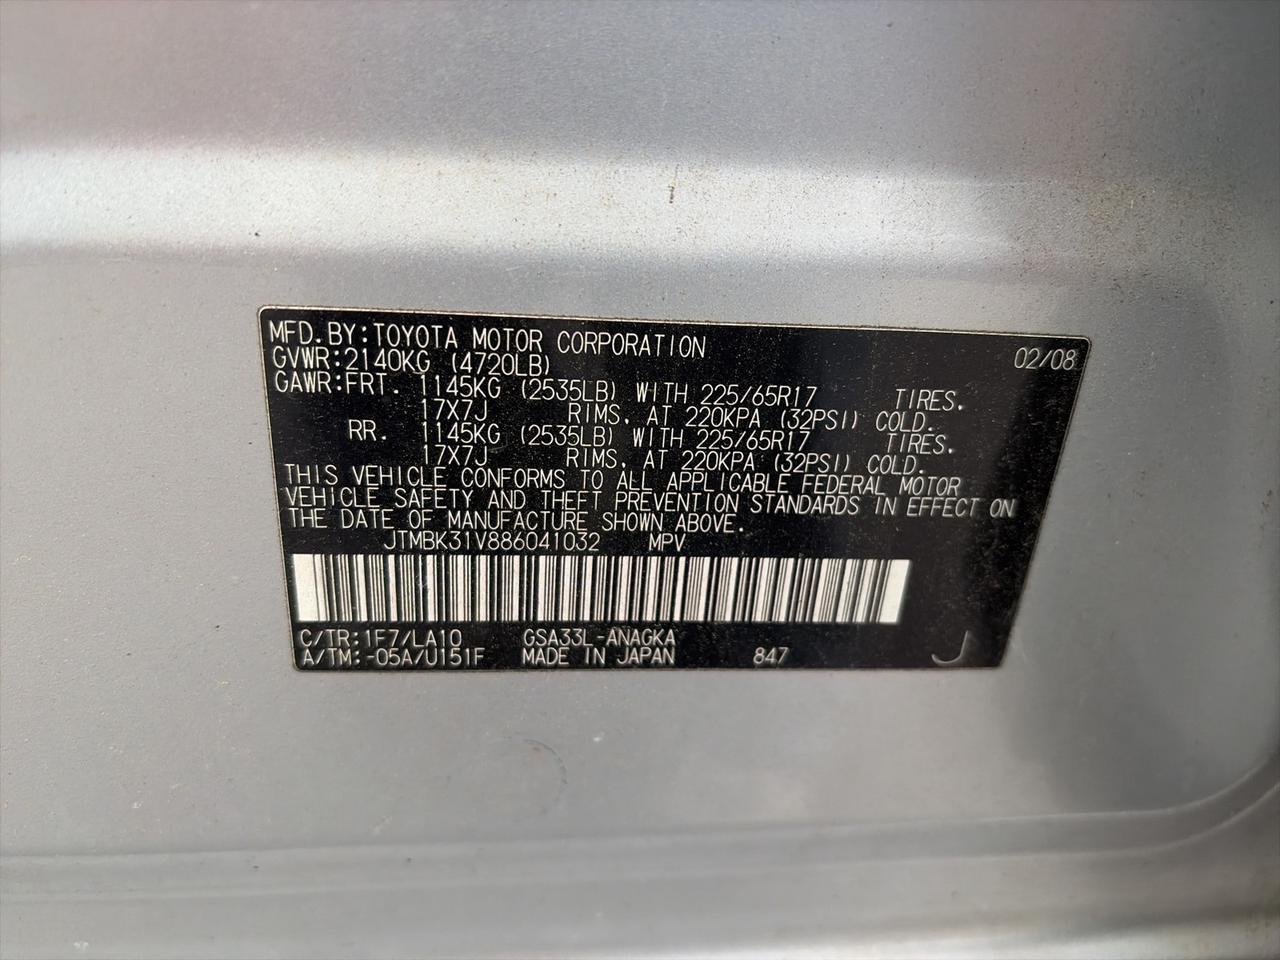 MFD.BY:TOYOTA MOTOR CORPORATION 02/08
GVWR:2140KG (4720LB)
GAWR:FRT. 1145KG (2535LB) WITH 225/65R17 TIRES.
17X7J RIMS, AT 220KPA (32PSI) COLD.
RR. 1145KG (2535LB) WITH 225/65R17 TIRES.
17X7J RIMS, AT 220KPA (32PSI) COLD.
THIS VEHICLE CONFORMS TO ALL APPLICABLE FEDERAL MOTOR
VEHICLE SAFETY AND THEFT PREVENTION STANDARDS IN EFFECT ON
THE DATE OF MANUFACTURE SHOWN ABOVE.
JTMBK31V886041032 MPV
C/TR:1F7/LA10 GSA33L-ANAGKA
A/TM:-05A/U151F MADE IN JAPAN 847 J